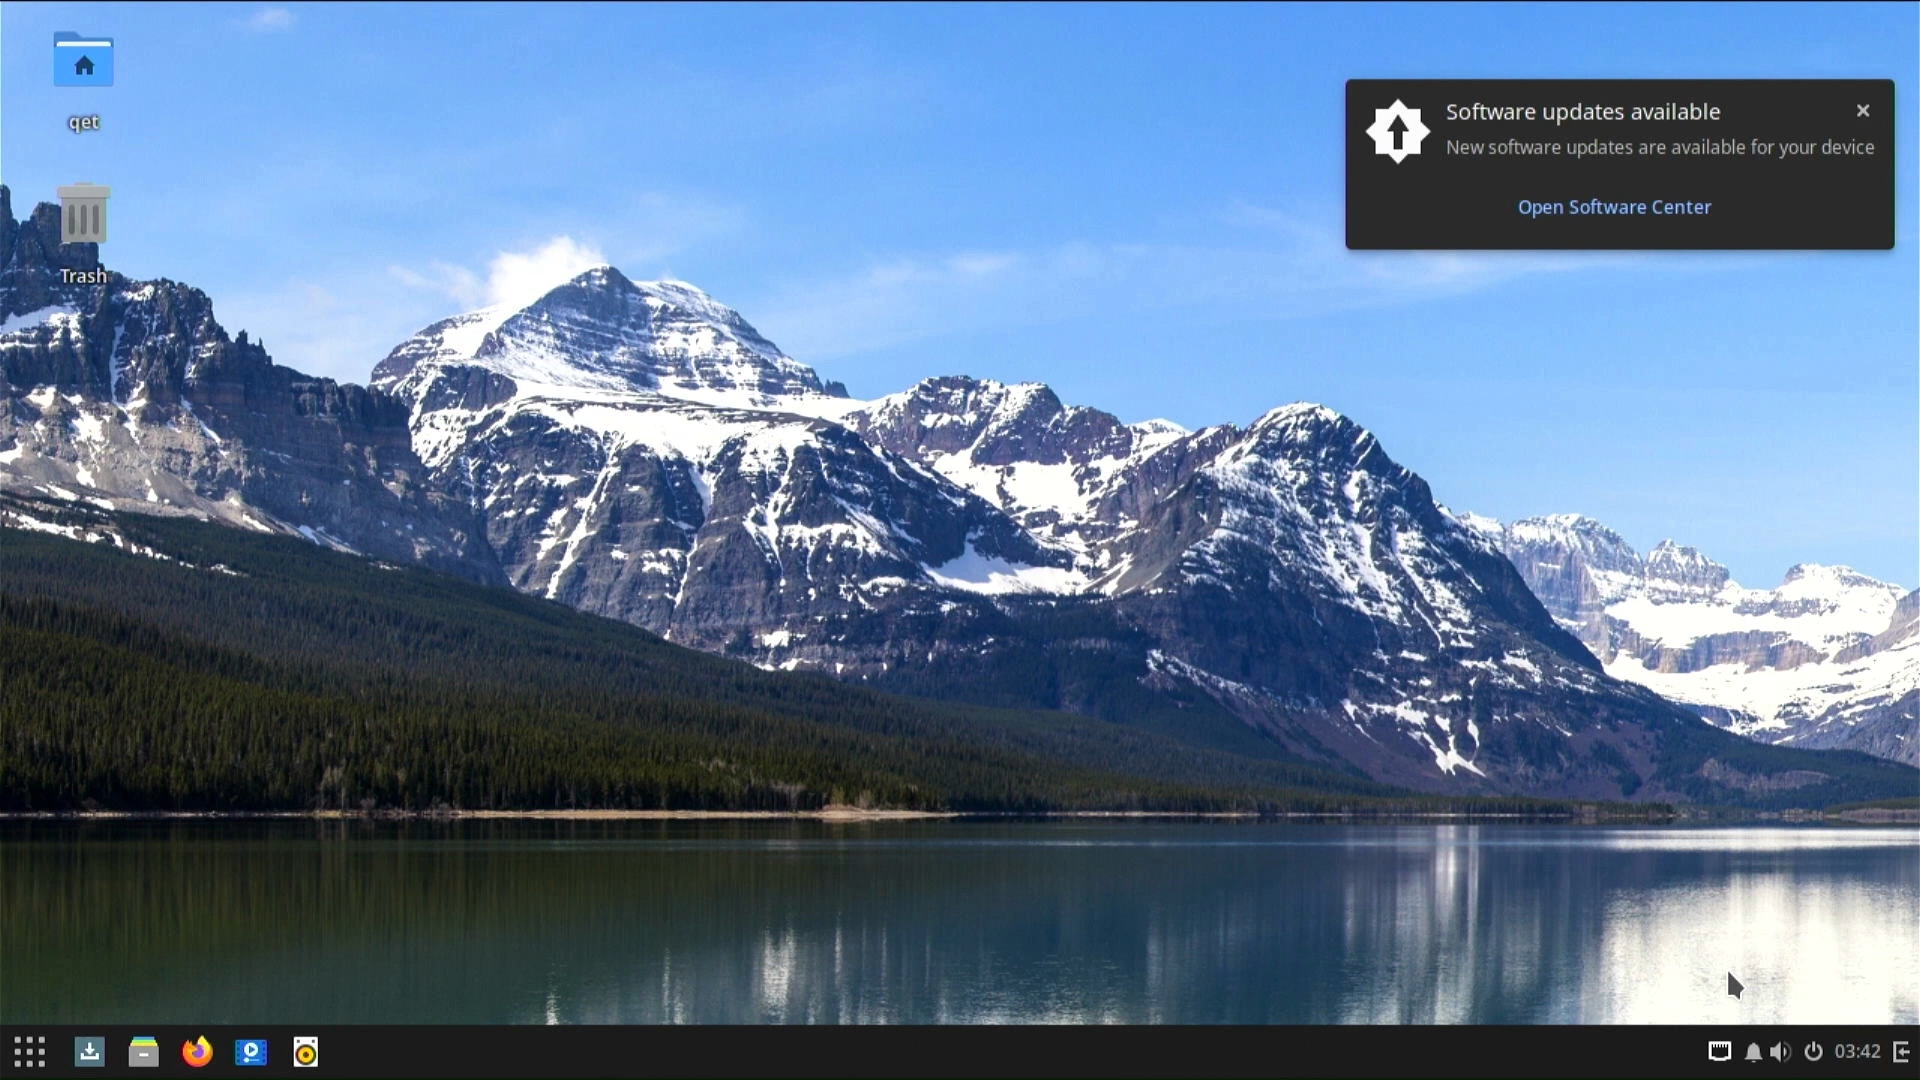 qet
Trash
Software updates available
New software updates are available for your device
Open Software Center
03:42